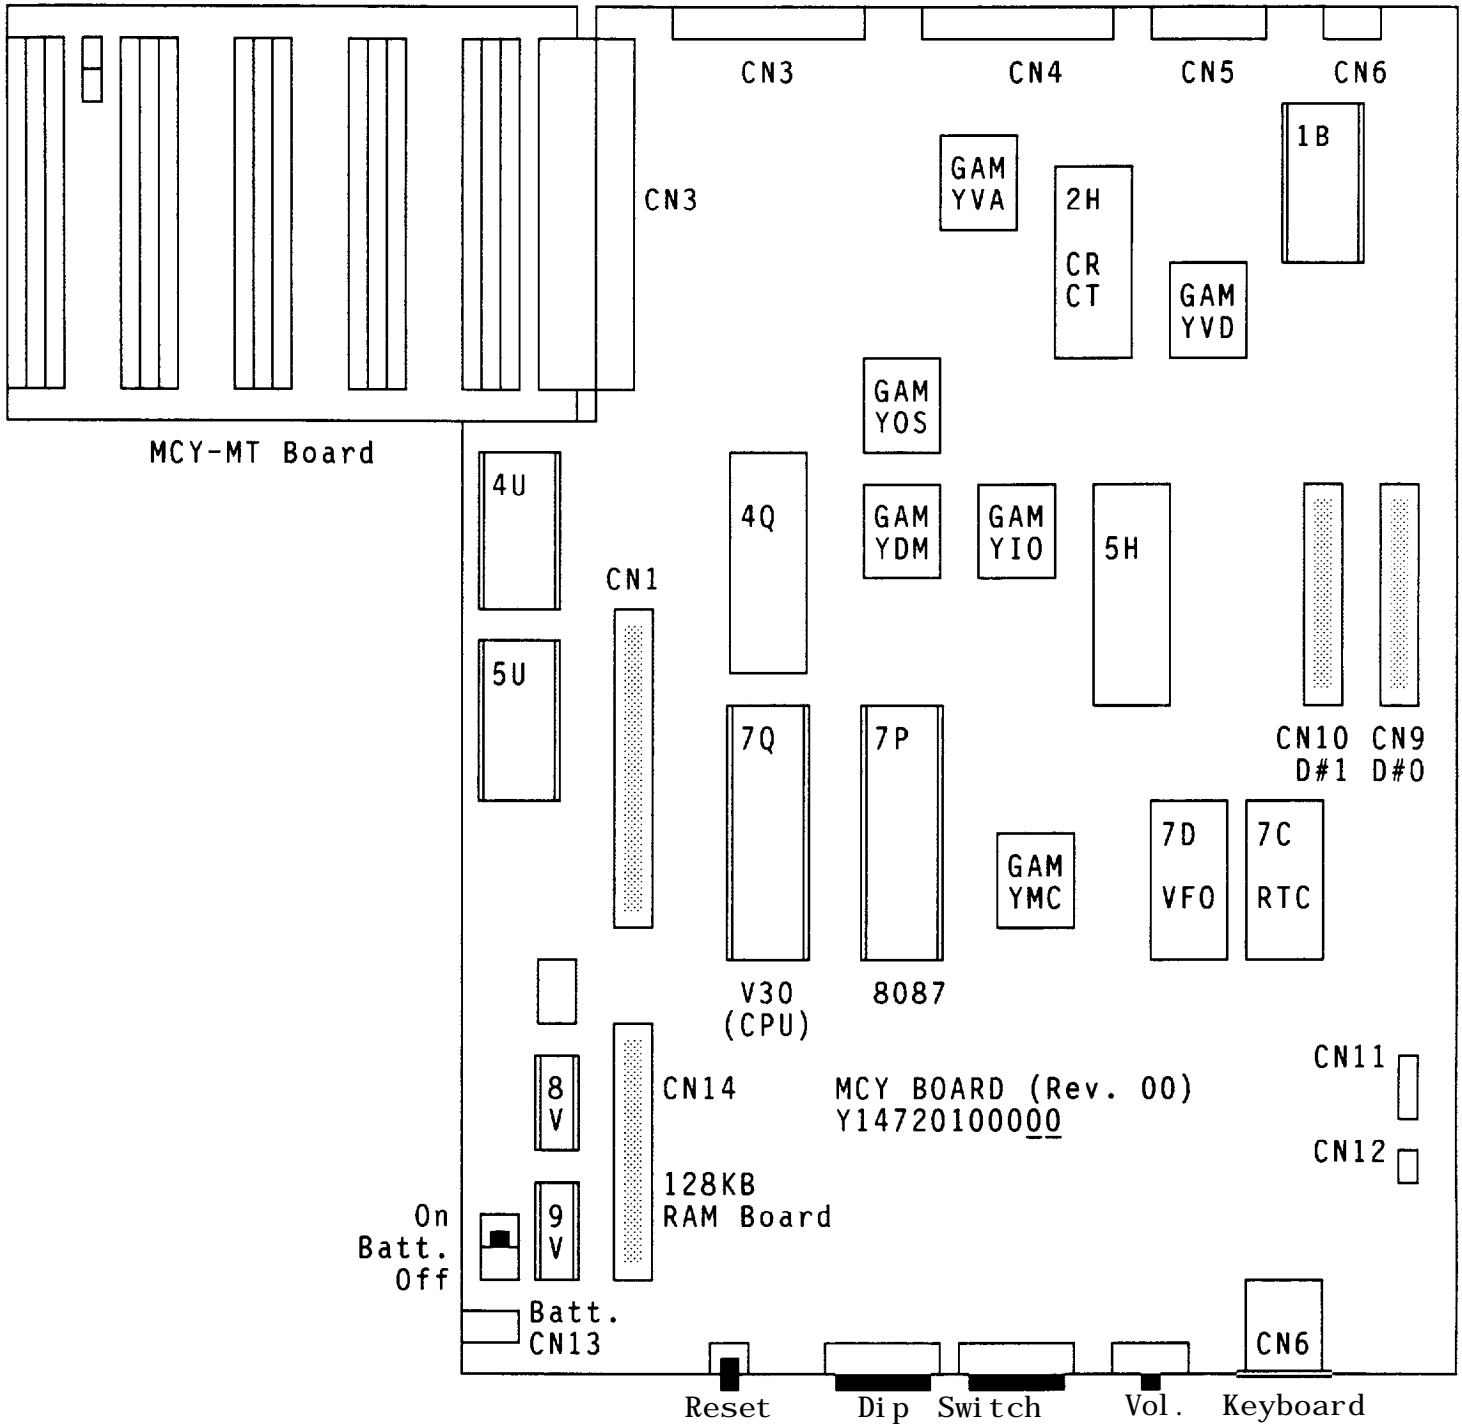 CN3
CN4
CN5
CN6
1B
GAM
YVA
CN3
2H
CR
CT
GAM
YVD
GAM
YOS
MCY-MT Board
4U
4Q
GAM
YDM
GAM
YIO
5H
CN1
5U
7Q
7P
CN10
D#1
CN9
D#0
7D
VFO
7C
RTC
GAM
YMC
V30
(CPU)
8087
CN11
8
V
CN14
MCY BOARD (Rev. 00)
Y14720100000
CN12
128KB
RAM Board
9
V
On
Batt.
Off
Batt.
CN13
CN6
Reset
Dip Switch
Vol.
Keyboard